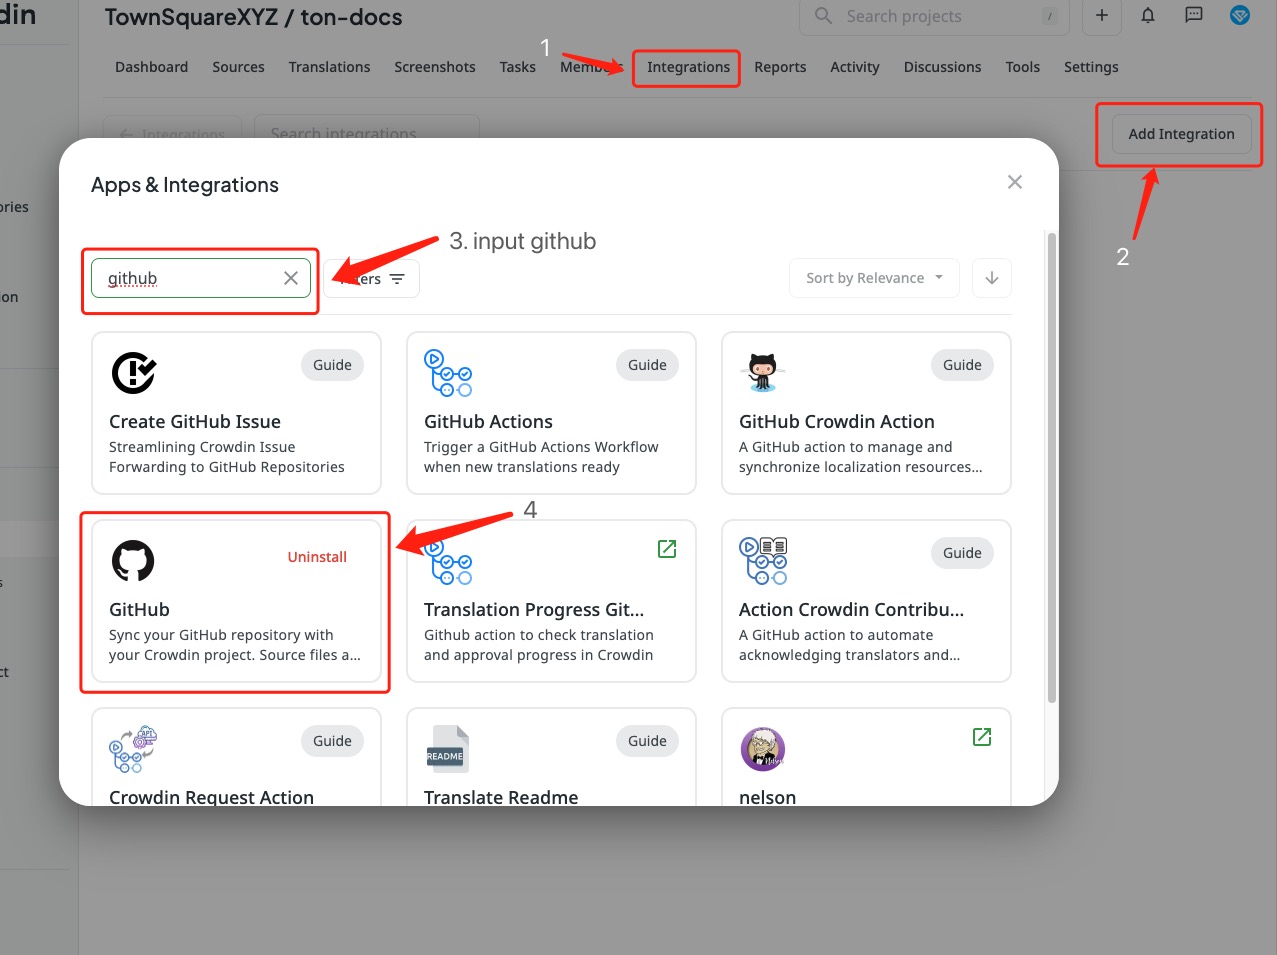 din
TownSquareXYZ / ton-docs
Search projects
/
1
Dashboard Sources Translations Screenshots Tasks Members Integrations Reports Activity Discussions Tools Settings
Integrations
Search integrations
Add Integration
Apps & Integrations
ories
3. input github
2
github
Filters
Sort by Relevance
ion
Guide
Guide
Guide
Create GitHub Issue
Streamlining Crowdin Issue
Forwarding to GitHub Repositories
GitHub Actions
Trigger a GitHub Actions Workflow
when new translations ready
GitHub Crowdin Action
A GitHub action to manage and
synchronize localization resources...
4
Uninstall
Guide
GitHub
Sync your GitHub repository with
your Crowdin project. Source files a...
Translation Progress Git...
Github action to check translation
and approval progress in Crowdin
Action Crowdin Contribu...
A GitHub action to automate
acknowledging translators and...
s
ct
API
Guide
README
Guide
Crowdin Request Action
Translate Readme
nelson